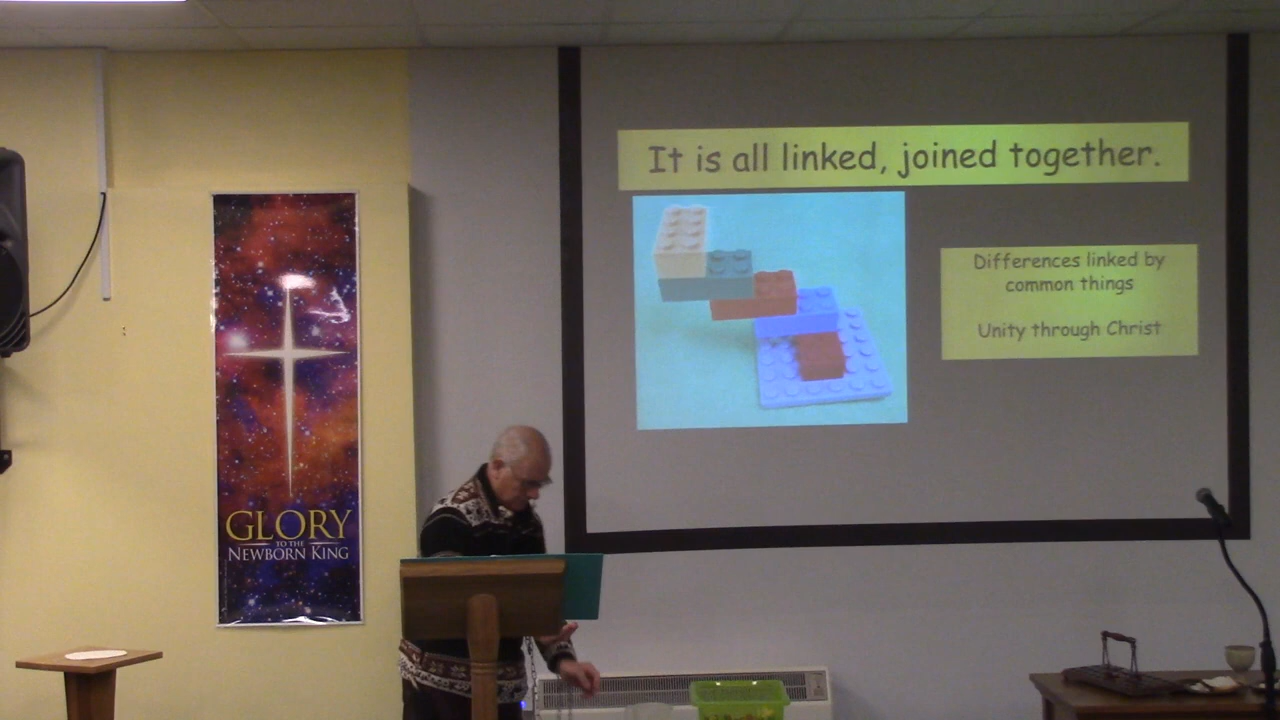 It is all linked, joined together.
Differences linked by
common things
Unity through Christ
GLORY
TO THE
NEWBORN KING